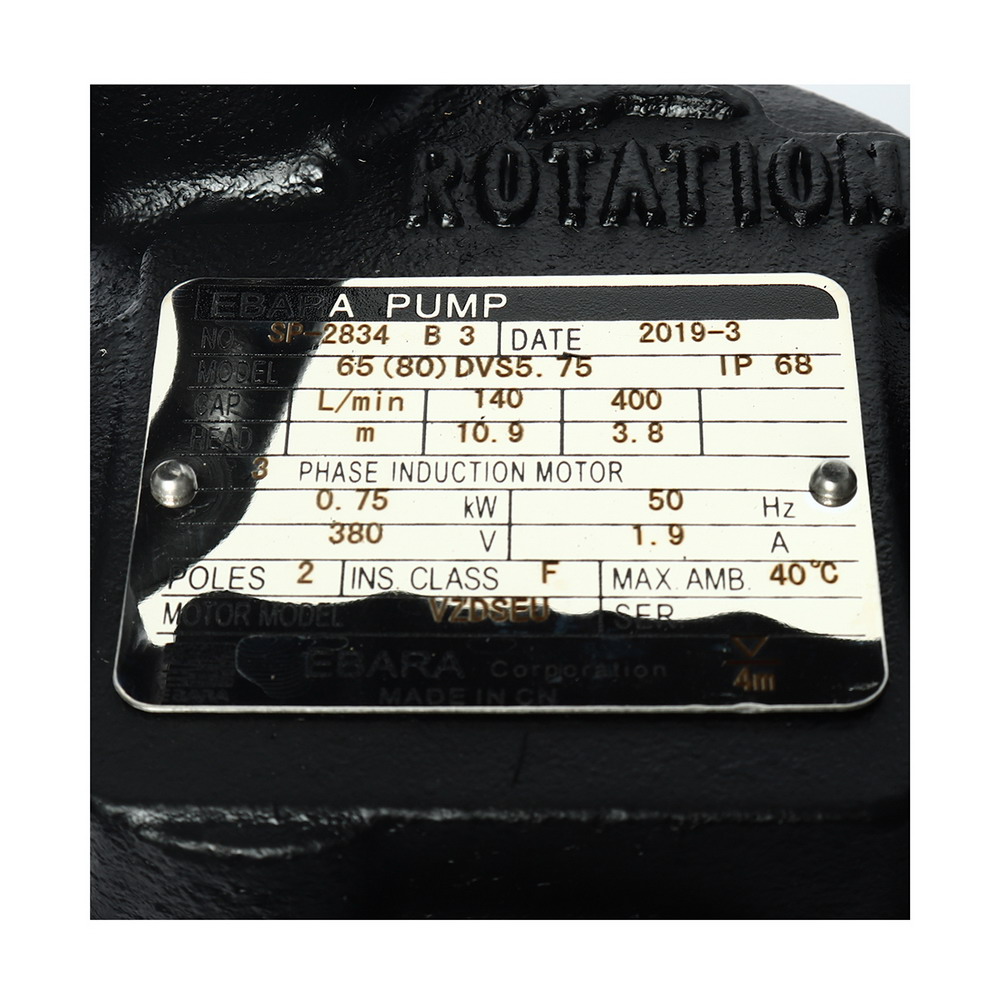 ROTATION
EBARA PUMP
NO. SP-2834 B 3 DATE 2019-3
MODEL 65(80)DVS5.75 IP 68
CAP. L/min 140 400
HEAD m 10.9 3.8
3 PHASE INDUCTION MOTOR
0.75 kW 50 Hz
380 V 1.9 A
POLES 2 INS. CLASS F MAX. AMB. 40℃
MOTOR MODEL VZDSEU SER.
EBARA Corporation
EBARA MADE IN CN 4m